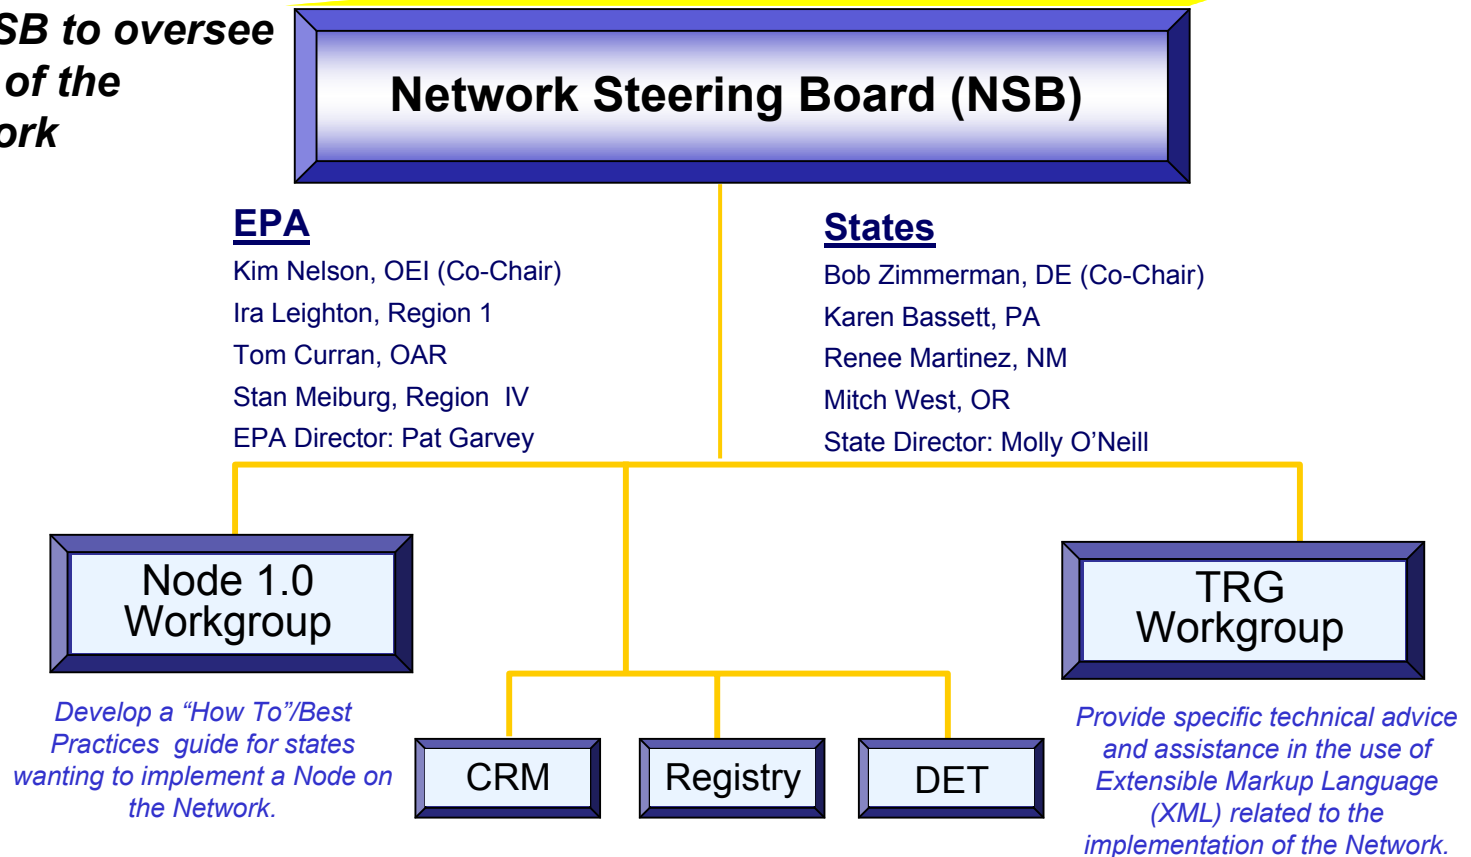 SB to oversee
of the
ork
Network Steering Board (NSB)
EPA
Kim Nelson, OEI (Co-Chair)
Ira Leighton, Region 1
Tom Curran, OAR
Stan Meiburg, Region IV
EPA Director: Pat Garvey
States
Bob Zimmerman, DE (Co-Chair)
Karen Bassett, PA
Renee Martinez, NM
Mitch West, OR
State Director: Molly O’Neill
Node 1.0
Workgroup
Develop a “How To”/Best
Practices guide for states
wanting to implement a Node on
the Network.
CRM
Registry
DET
TRG
Workgroup
Provide specific technical advice
and assistance in the use of
Extensible Markup Language
(XML) related to the
implementation of the Network.